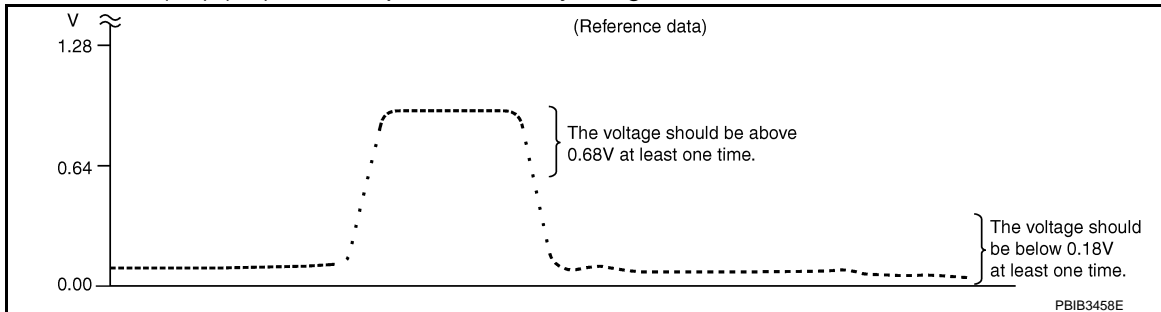 V
(Reference data)
1.28
The voltage should be above
0.68V at least one time.
0.64
The voltage should
be below 0.18V
at least one time.
0.00
PBIB3458E